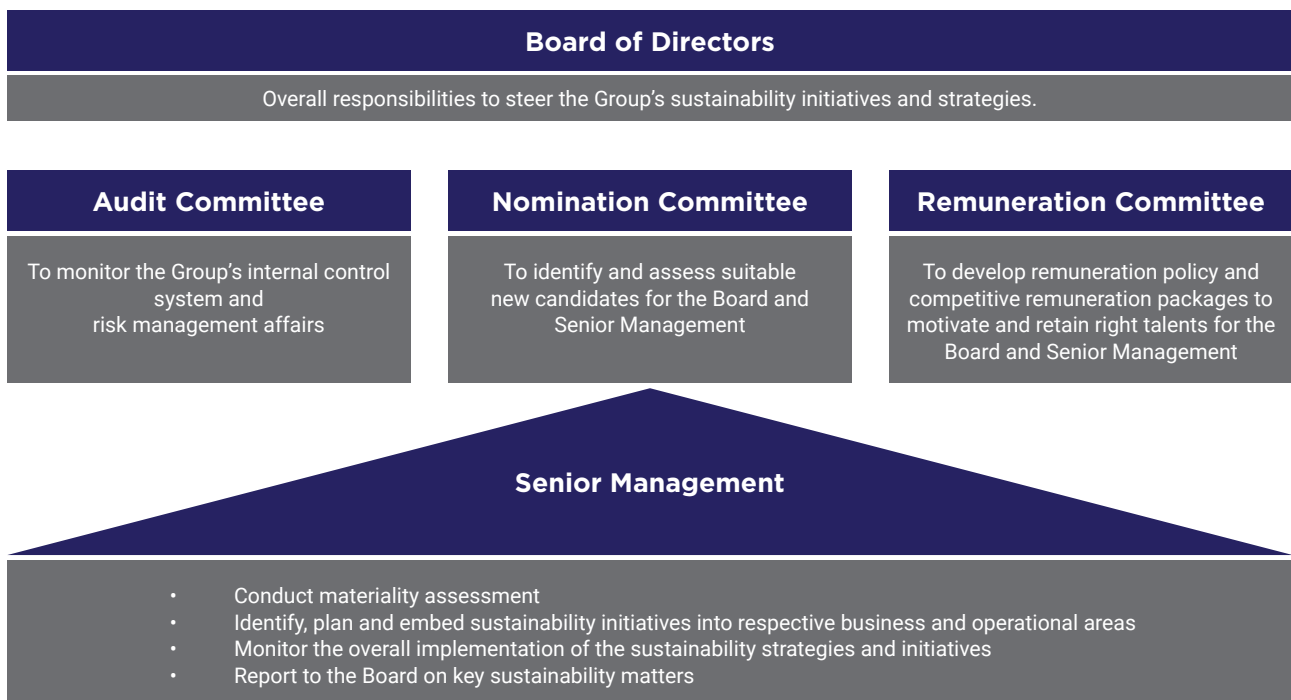 Board of Directors
Overall responsibilities to steer the Group’s sustainability initiatives and strategies.
Audit Committee
To monitor the Group’s internal control
system and
risk management affairs
Nomination Committee
To identify and assess suitable
new candidates for the Board and
Senior Management
Remuneration Committee
To develop remuneration policy and
competitive remuneration packages to
motivate and retain right talents for the
Board and Senior Management
Senior Management
• Conduct materiality assessment
• Identify, plan and embed sustainability initiatives into respective business and operational areas
• Monitor the overall implementation of the sustainability strategies and initiatives
• Report to the Board on key sustainability matters